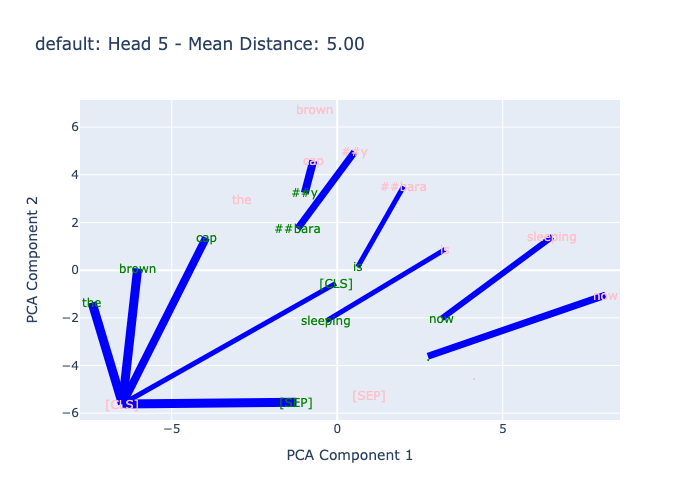 default: Head 5 - Mean Distance: 5.00
brown
6
##y
cap
4
##bara
##y
the
2
##bara
cap
sleeping
is
is
brown
0
[CLS]
now
the
−2
sleeping
now
.
−4
.
[SEP]
[CLS]
[SEP]
−6
−5
0
5
PCA Component 1
PCA Component 2